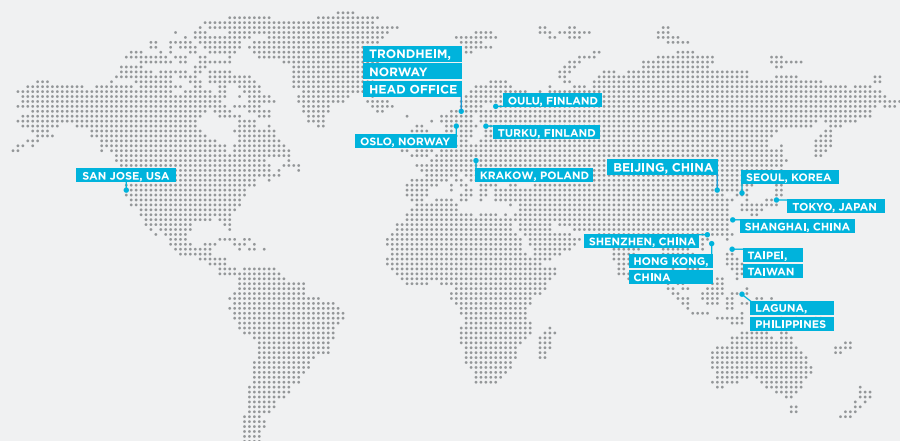 TRONDHEIM,
NORWAY
HEAD OFFICE
OULU, FINLAND
TURKU, FINLAND
OSLO, NORWAY
SAN JOSE, USA
KRAKOW, POLAND
BEIJING, CHINA
SEOUL, KOREA
TOKYO, JAPAN
SHANGHAI, CHINA
SHENZHEN, CHINA
HONG KONG,
CHINA
TAIPEI,
TAIWAN
LAGUNA,
PHILIPPINES